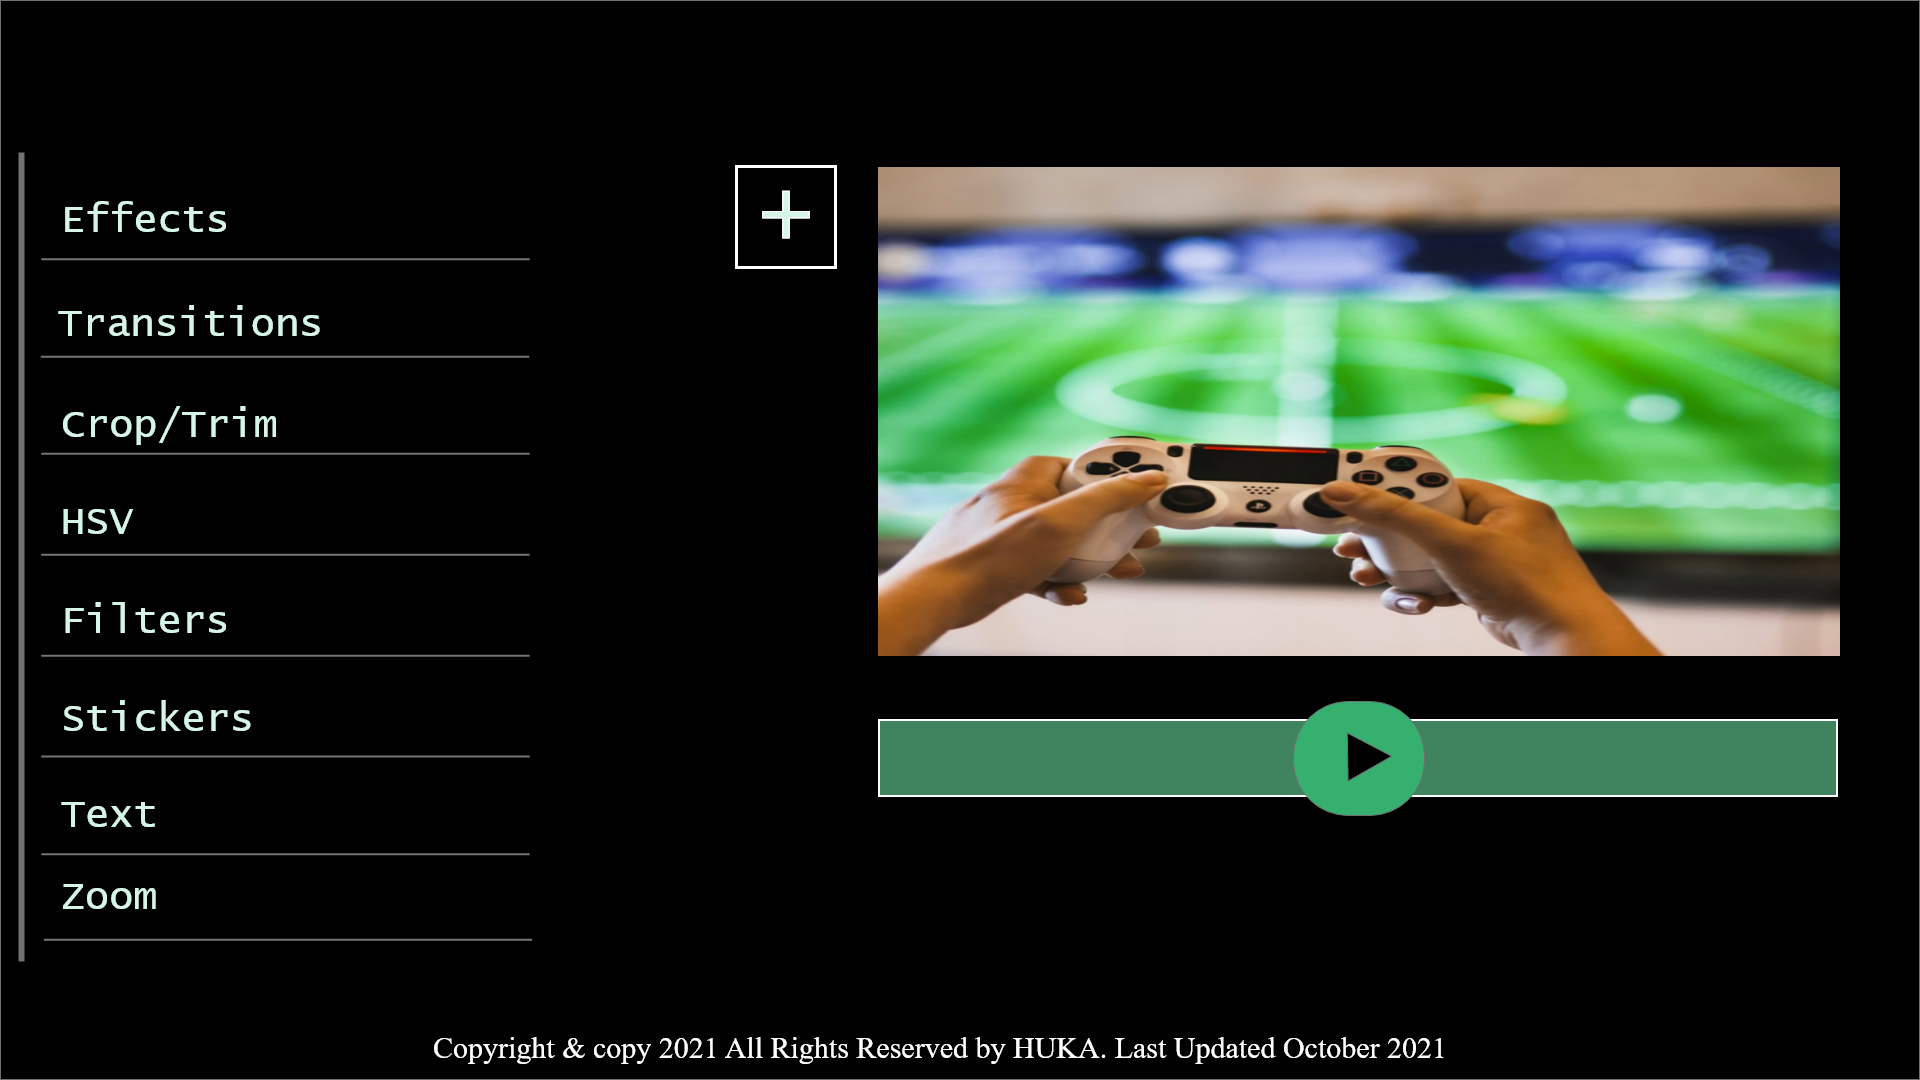 Effects
Transitions
Crop/Trim
HSV
Filters
Stickers
Text
Zoom
Copyright & copy 2021 All Rights Reserved by HUKA. Last Updated October 2021